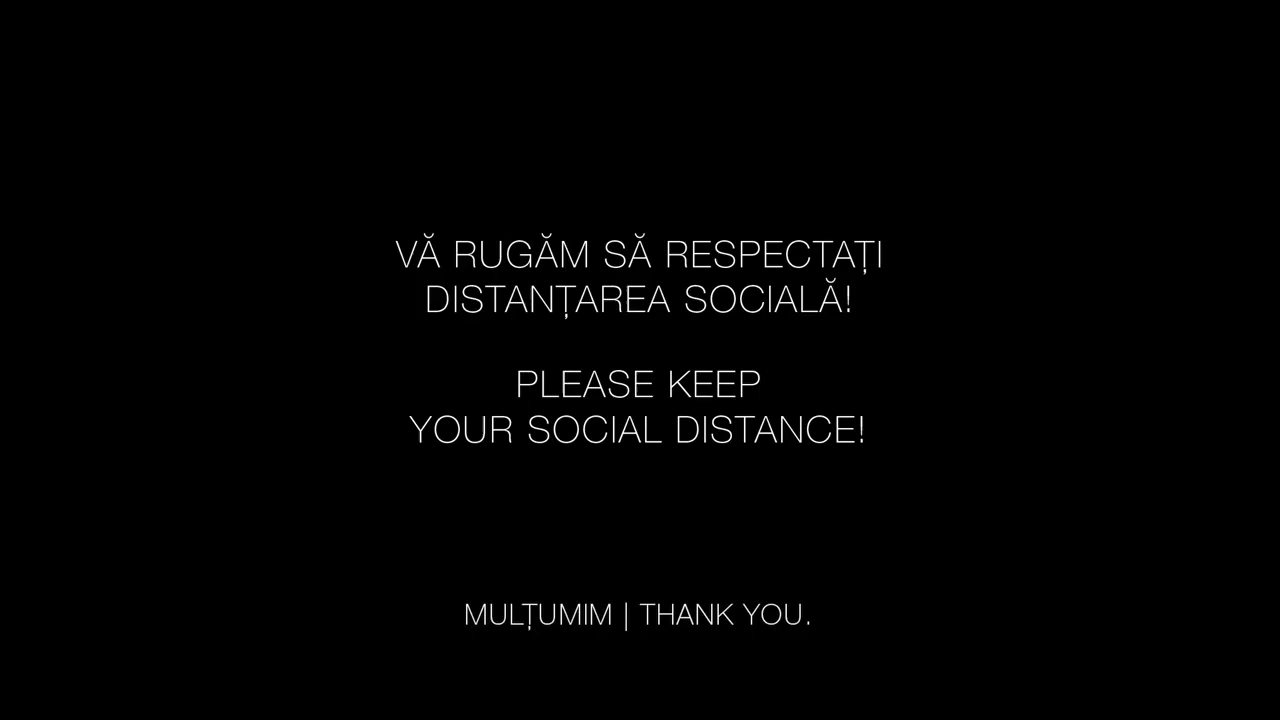 VĂ RUGĂM SĂ RESPECTAȚI
DISTANȚAREA SOCIALĂ!
PLEASE KEEP
YOUR SOCIAL DISTANCE!
MULȚUMIM | THANK YOU.